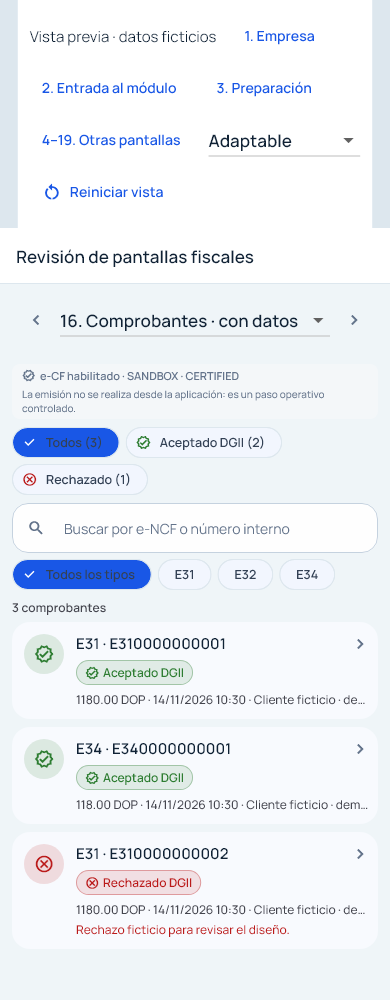 Vista previa · datos ficticios
1. Empresa
2. Entrada al módulo
3. Preparación
4–19. Otras pantallas
Adaptable
Reiniciar vista
Revisión de pantallas fiscales
16. Comprobantes · con datos
e-CF habilitado · SANDBOX · CERTIFIED
La emisión no se realiza desde la aplicación: es un paso operativo
controlado.
Todos (3)
Aceptado DGII (2)
Rechazado (1)
Buscar por e-NCF o número interno
Todos los tipos
E31
E32
E34
3 comprobantes
E31 · E310000000001
Aceptado DGII
1180.00 DOP · 14/11/2026 10:30 · Cliente ficticio · de...
E34 · E340000000001
Aceptado DGII
118.00 DOP · 14/11/2026 10:30 · Cliente ficticio · dem...
E31 · E310000000002
Rechazado DGII
1180.00 DOP · 14/11/2026 10:30 · Cliente ficticio · de...
Rechazo ficticio para revisar el diseño.